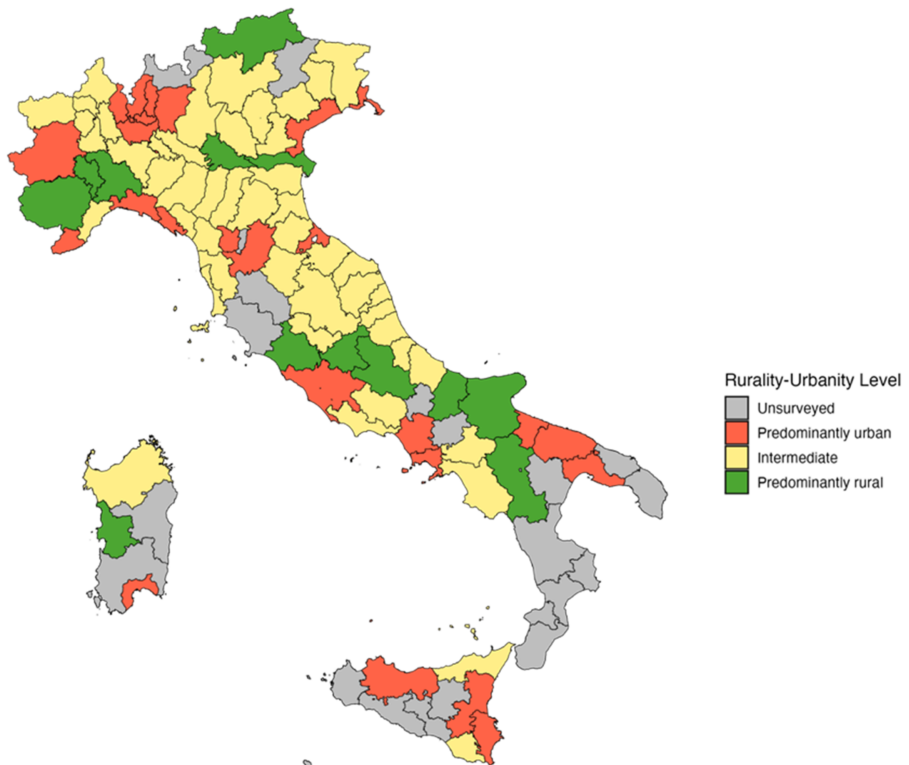 Rurality-Urbanity Level
Unsurveyed
Predominantly urban
Intermediate
Predominantly rural